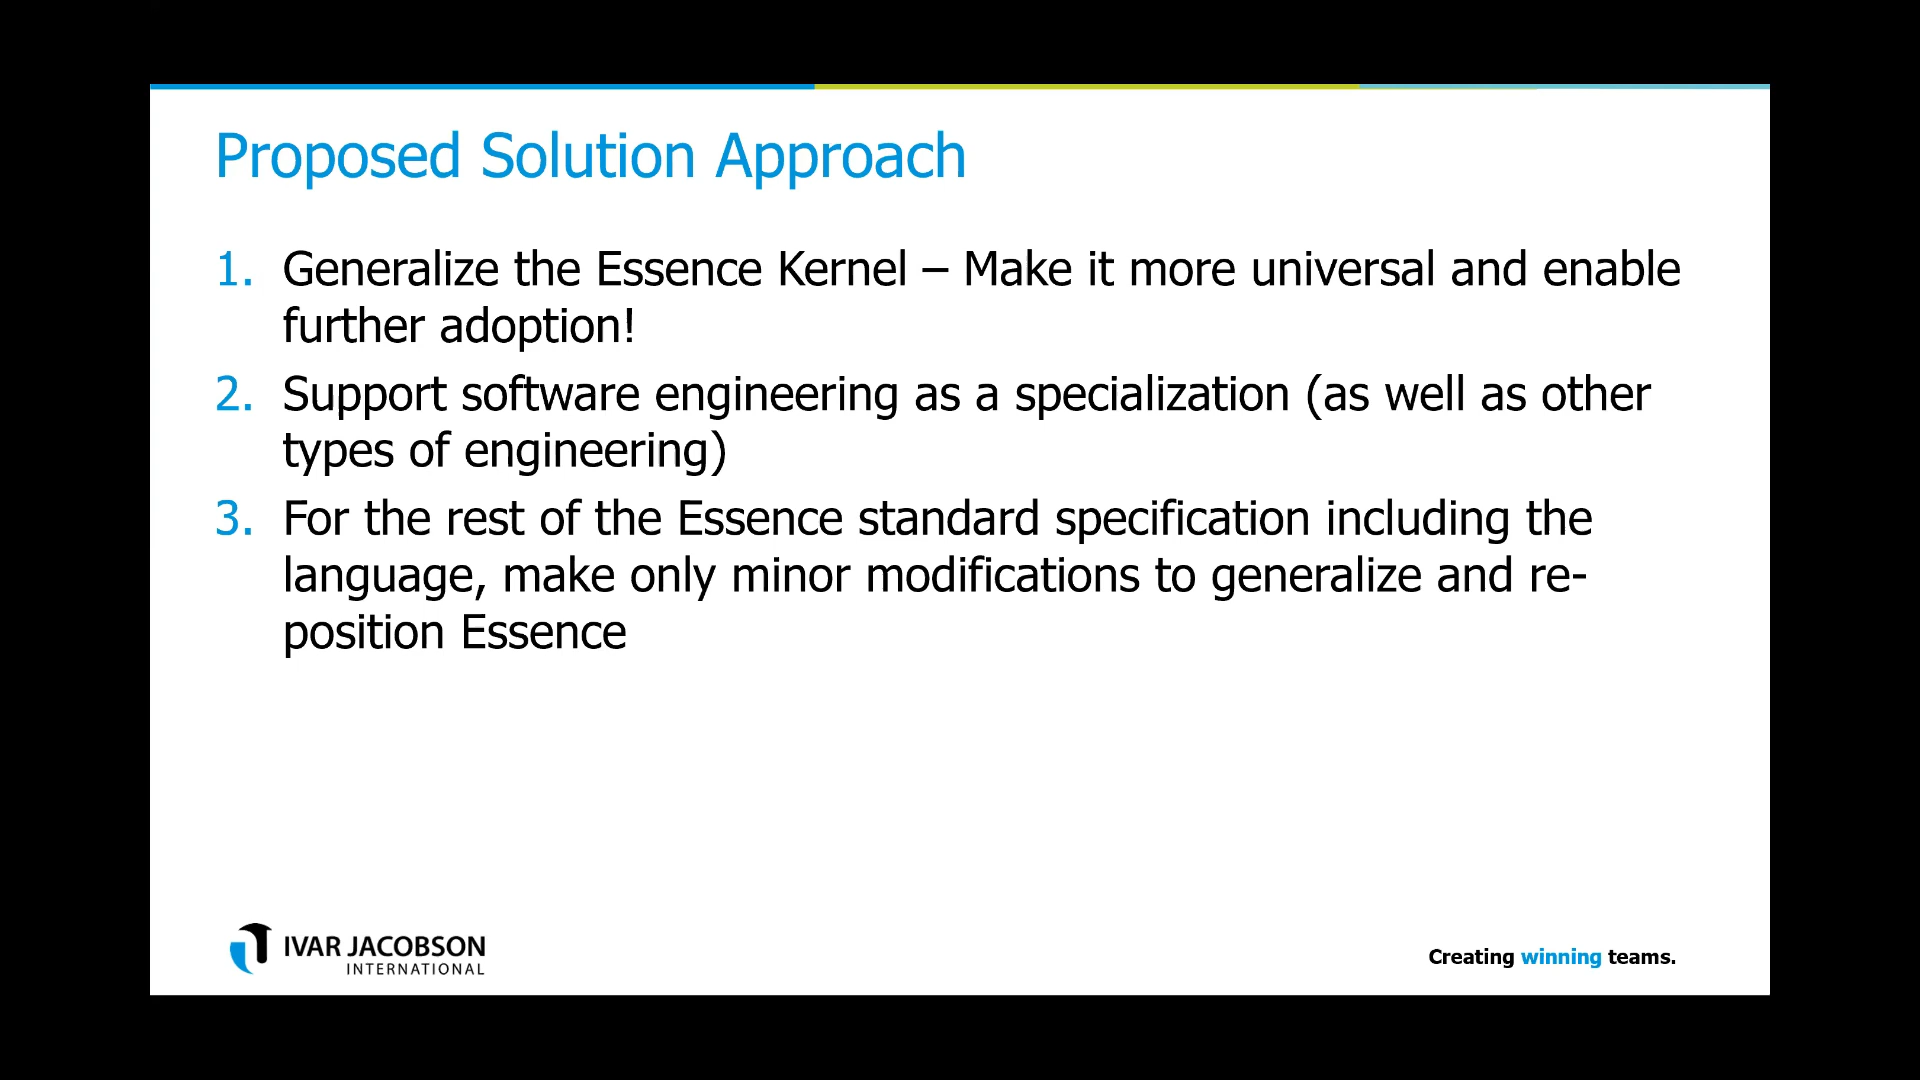 Proposed Solution Approach
1. Generalize the Essence Kernel – Make it more universal and enable
further adoption!
2. Support software engineering as a specialization (as well as other
types of engineering)
3. For the rest of the Essence standard specification including the
language, make only minor modifications to generalize and re-
position Essence
IVAR JACOBSON
INTERNATIONAL
Creating winning teams.